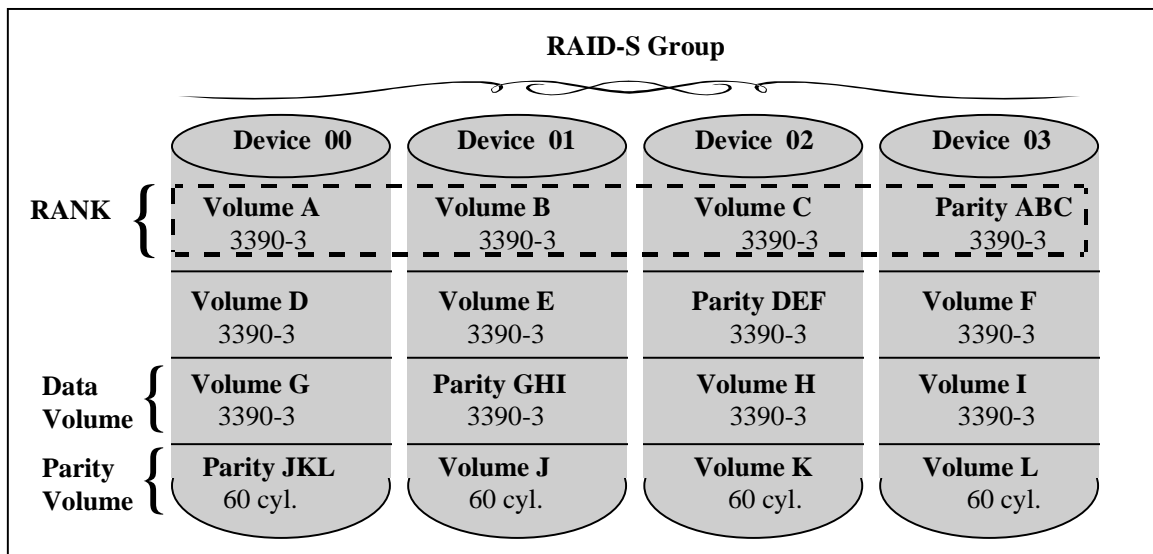 RAID-S Group
Device 00 Device 01 Device 02 Device 03
RANK
Volume A Volume B Volume C Parity ABC
3390-3 3390-3 3390-3 3390-3
Volume D Volume E Parity DEF Volume F
3390-3 3390-3 3390-3 3390-3
Data
Volume
Volume G Parity GHI Volume H Volume I
3390-3 3390-3 3390-3 3390-3
Parity
Volume
Parity JKL Volume J Volume K Volume L
60 cyl. 60 cyl. 60 cyl. 60 cyl.